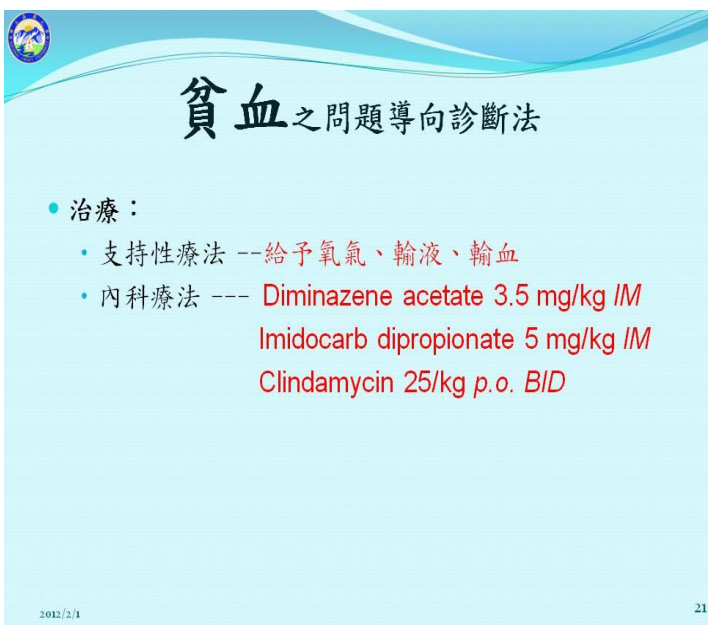 貧血之問題導向診斷法
• 治療：
• 支持性療法 --給予氧氣、輸液、輸血
• 內科療法 --- Diminazene acetate 3.5 mg/kg IM
Imidocarb dipropionate 5 mg/kg IM
Clindamycin 25/kg p.o. BID
2012/2/1
21